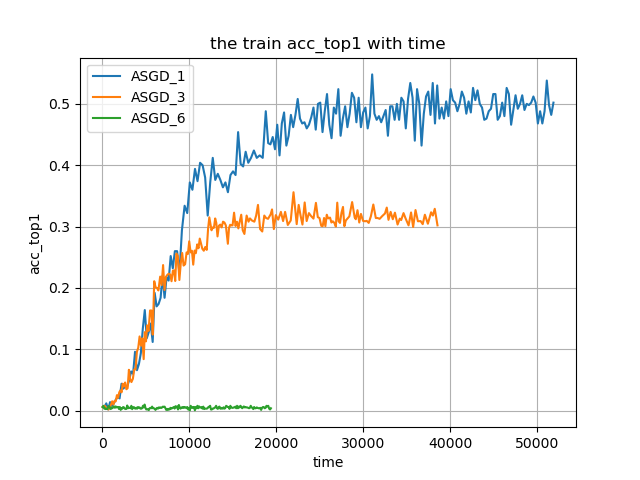 the train acc_top1 with time
ASGD_1
ASGD_3
ASGD_6
acc_top1
0.5
0.4
0.3
0.2
0.1
0.0
0 10000 20000 30000 40000 50000
time